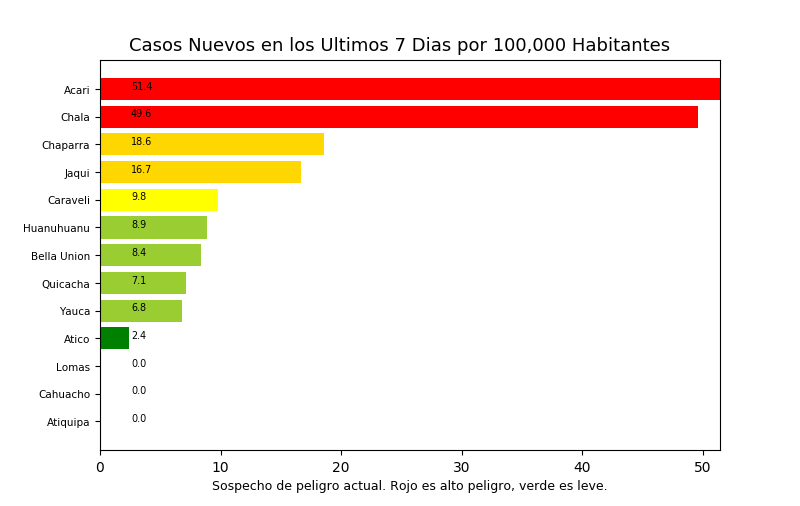 Casos Nuevos en los Ultimos 7 Dias por 100,000 Habitantes
Acari 51.4
Chala 49.6
Chaparra 18.6
Jaqui 16.7
Caraveli 9.8
Huanuhuanu 8.9
Bella Union 8.4
Quicacha 7.1
Yauca 6.8
Atico 2.4
Lomas 0.0
Cahuacho 0.0
Atiquipa 0.0
0 10 20 30 40 50
Sospecho de peligro actual. Rojo es alto peligro, verde es leve.